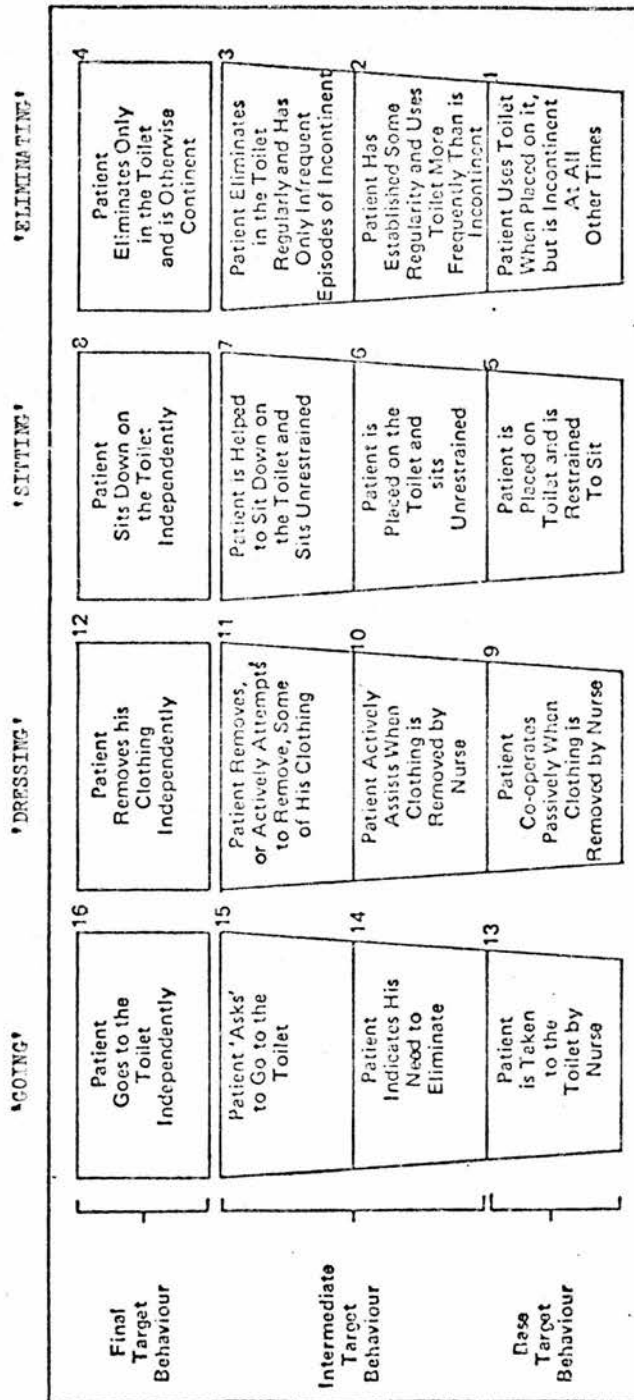 'GOING'
'DRESSING'
'SITTING'
'ELIMINATING'
Final
Target
Behaviour
16
Patient
Goes to the
Toilet
Independently
12
Patient
Removes his
Clothing
Independently
8
Patient
Sits Down on
the Toilet
Independently
4
Patient
Eliminates Only
in the Toilet
and is Otherwise
Continent
Intermediate
Target
Behaviour
15
Patient 'Asks'
to Go to the
Toilet
11
Patient Removes,
or Actively Attempts
to Remove, Some
of His Clothing
7
Patient is Helped
to Sit Down on
the Toilet and
Sits Unrestrained
3
Patient Eliminates
in the Toilet
Regularly and Has
Only Infrequent
Episodes of Incontinent
14
Patient
Indicates His
Need to
Eliminate
10
Patient Actively
Assists When
Clothing is
Removed by
Nurse
6
Patient is
Placed on the
Toilet and
sits
Unrestrained
2
Patient Has
Established Some
Regularity and Uses
Toilet More
Frequently Than is
Incontinent
Base
Target
Behaviour
13
Patient
is Taken
to the
Toilet by
Nurse
9
Patient
Co-operates
Passively When
Clothing is
Removed by Nurse
5
Patient is
Placed on
Toilet and is
Restrained
To Sit
1
Patient Uses Toilet
When Placed on it,
but is Incontinent
At All
Other Times